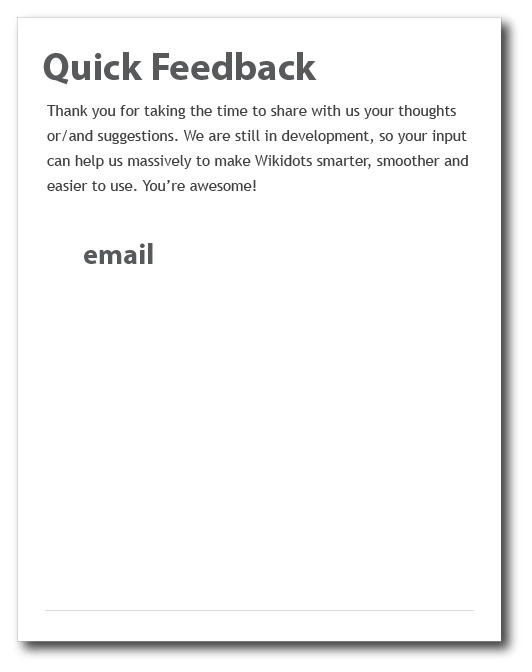 Quick Feedback
Thank you for taking the time to share with us your thoughts
or/and suggestions. We are still in development, so your input
can help us massively to make Wikidots smarter, smoother and
easier to use. You’re awesome!
email